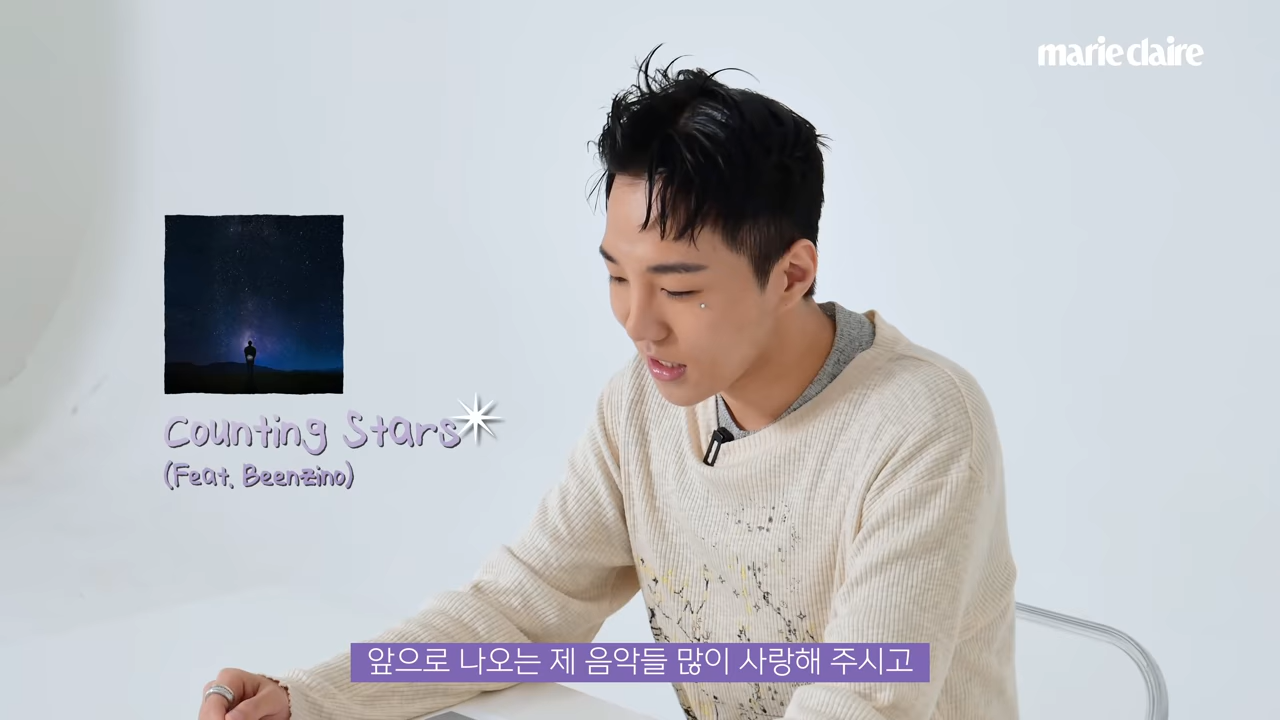 marie claire
Counting Stars
(Feat. Beenzino)
앞으로 나오는 제 음악들 많이 사랑해 주시고